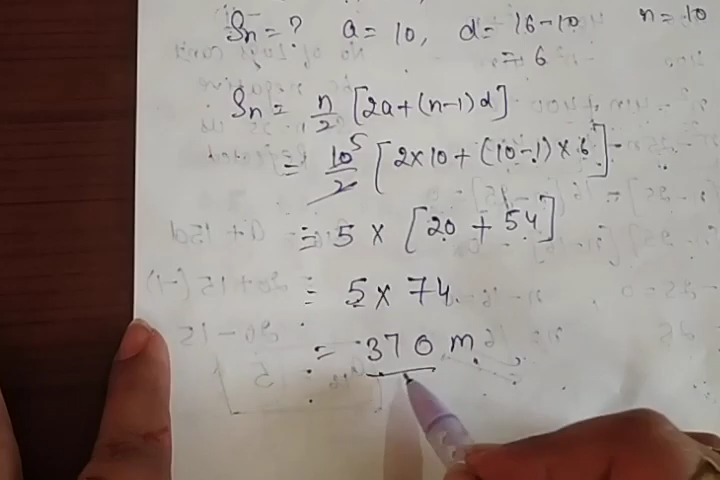 Sn = ? a = 10, d = 16-10 n = 10
= 6
Sn = n/2 [2a+(n-1)d]
= 10/2 5 [2×10+(10-1)×6]
= 5 × [20 + 54]
= 5 × 74
= 370 m